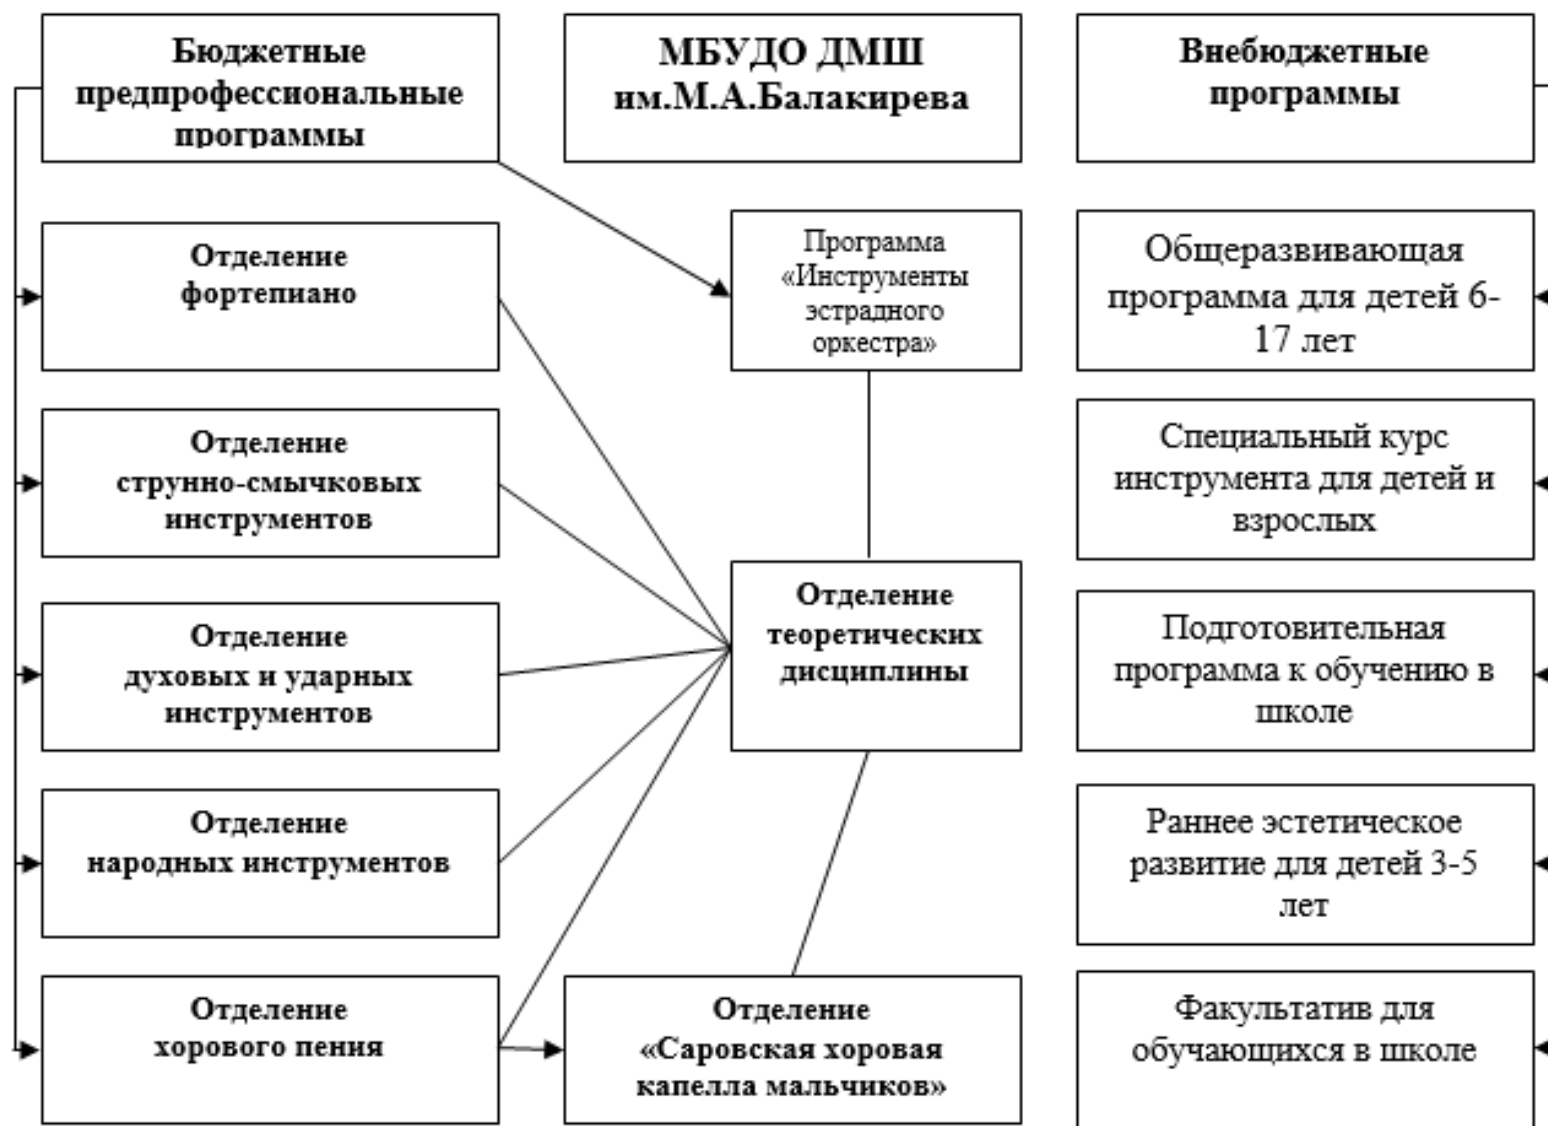 Бюджетные
предпрофессиональные
программы
МБУДО ДМШ
им.М.А.Балакирева
Внебюджетные
программы
Отделение
фортепиано
Программа
«Инструменты
эстрадного
оркестра»
Общеразвивающая
программа для детей 6-
17 лет
Отделение
струнно-смычковых
инструментов
Специальный курс
инструмента для детей и
взрослых
Отделение
духовых и ударных
инструментов
Отделение
теоретических
дисциплины
Подготовительная
программа к обучению в
школе
Отделение
народных инструментов
Раннее эстетическое
развитие для детей 3-5
лет
Отделение
хорового пения
Отделение
«Саровская хоровая
капелла мальчиков»
Факультатив для
обучающихся в школе